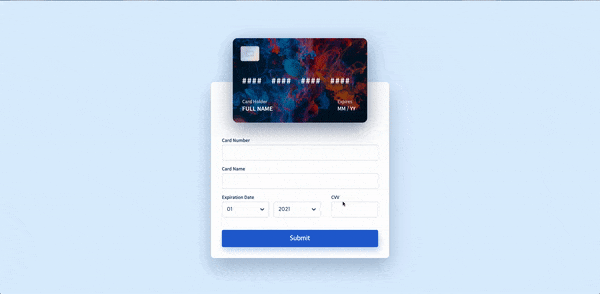 #### #### #### ####
Card Holder
Expires
FULL NAME
MM / YY
Card Number
Card Name
Expiration Date
CVV
01
2021
Submit